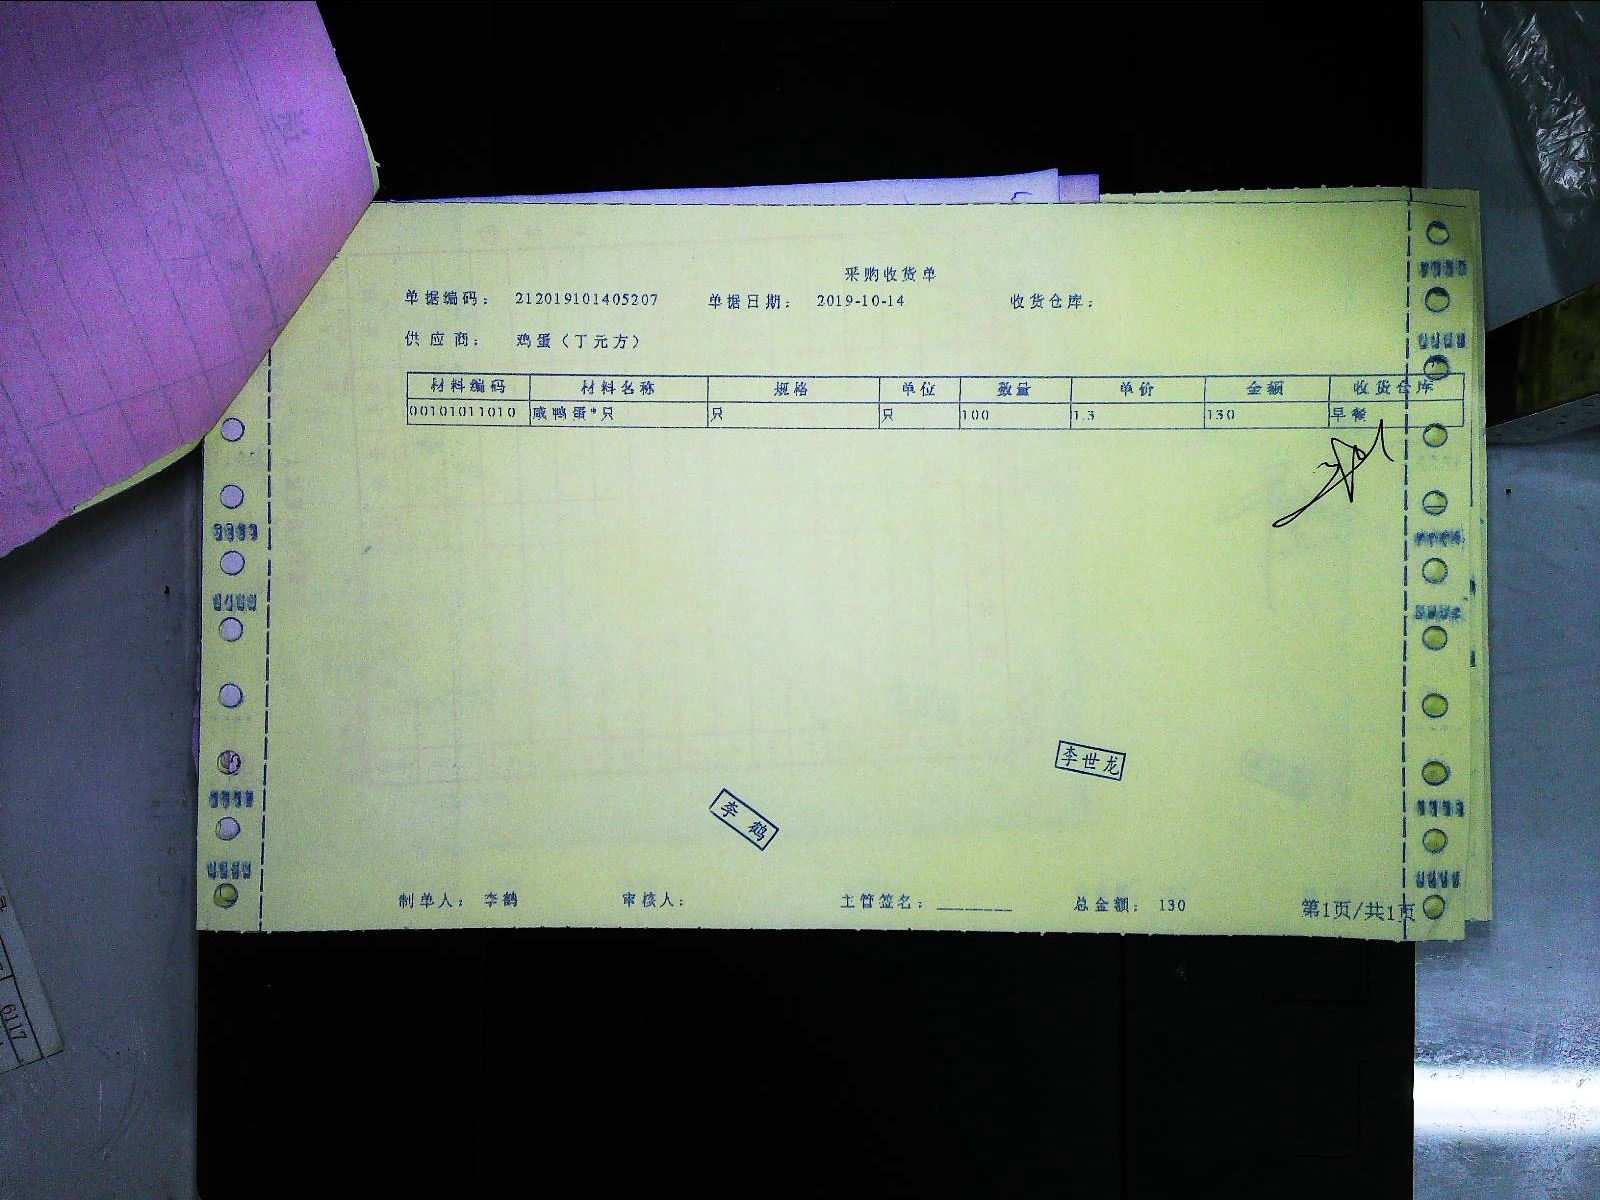 采购收货单
单据编码： 212019101405207 单据日期： 2019-10-14 收货仓库：
供应商： 鸡蛋（丁元方）
材料编码 材料名称 规格 单位 数量 单价 金额 收货仓库
00101011010 咸鸭蛋*只 只 只 100 1.3 130 早餐
李世龙
李鹤
制单人： 李鹤 审核人： 主管签名：________ 总金额： 130 第1页/共1页
6117